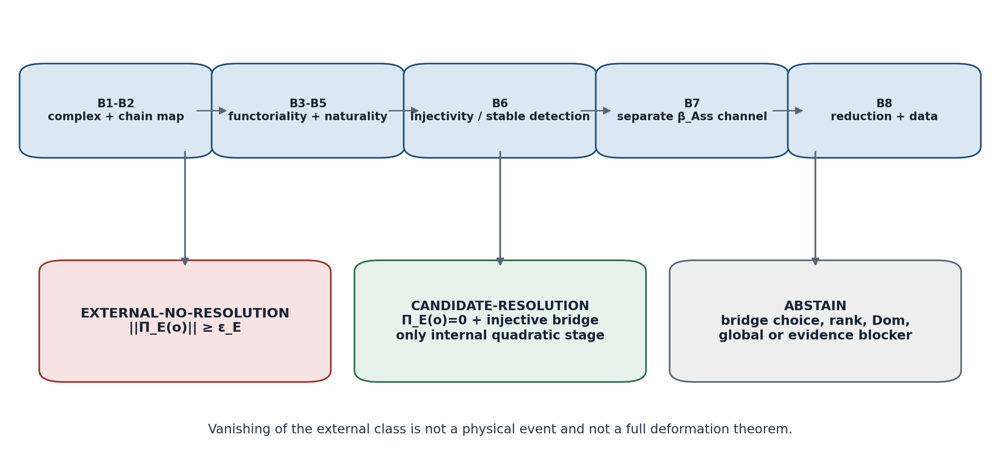 B1-B2
complex + chain map
B3-B5
functoriality + naturality
B6
injectivity / stable detection
B7
separate β_Ass channel
B8
reduction + data
EXTERNAL-NO-RESOLUTION
||Π_E(o)|| ≥ ε_E
CANDIDATE-RESOLUTION
Π_E(o)=0 + injective bridge
only internal quadratic stage
ABSTAIN
bridge choice, rank, Dom,
global or evidence blocker
Vanishing of the external class is not a physical event and not a full deformation theorem.